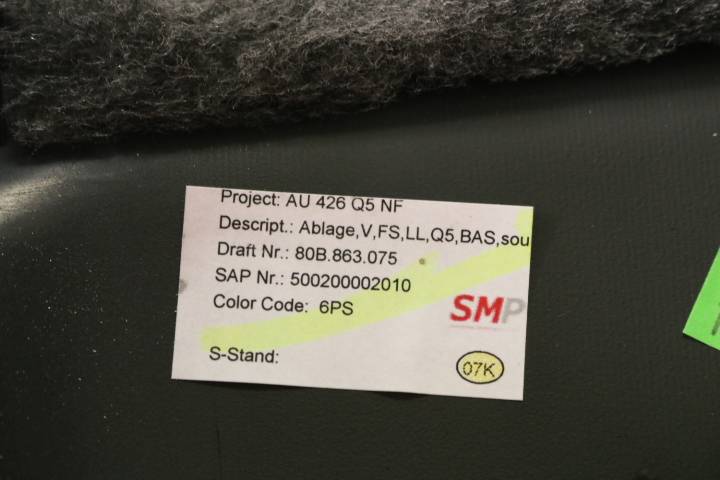 Project: AU 426 Q5 NF
Descript.: Ablage,V,FS,LL,Q5,BAS,sou
Draft Nr.: 80B.863.075
SAP Nr.: 500200002010
Color Code: 6PS
SMP
S-Stand:
07K